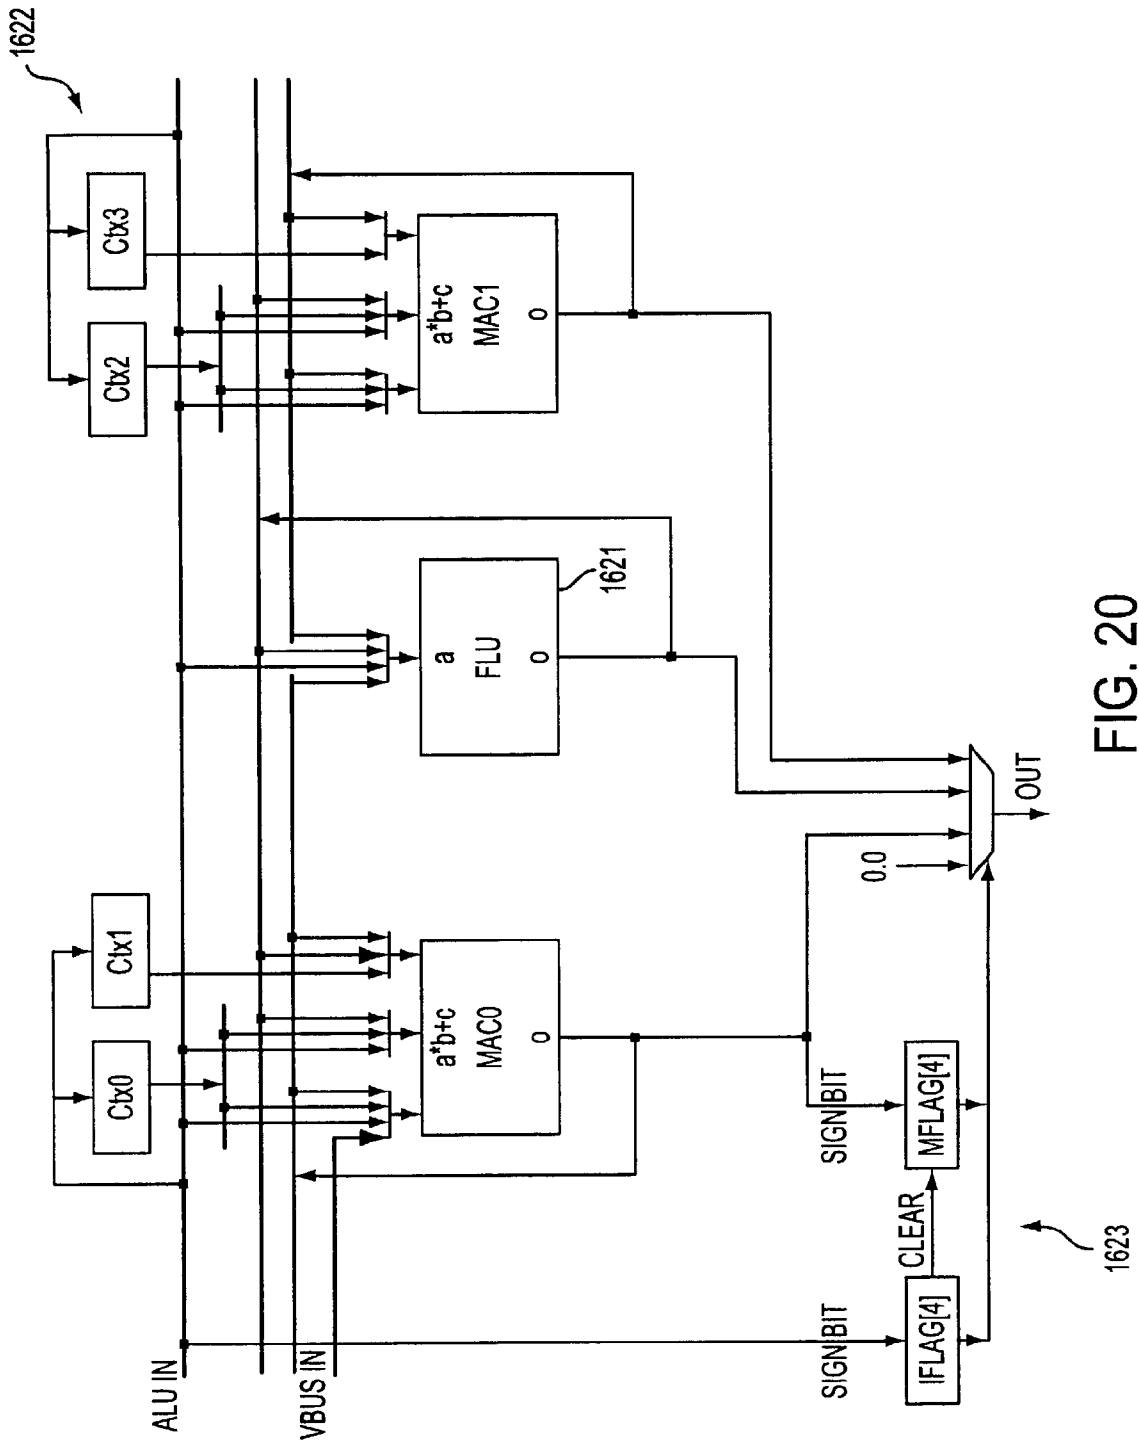 1622
Ctx3
Ctx2
a*b+c
MAC1
o
a
FLU
o
1621
Ctx1
Ctx0
a*b+c
MAC0
o
0.0
OUT
SIGN BIT
MFLAG[4]
CLEAR
SIGN BIT
IFLAG[4]
1623
ALU IN
VBUS IN
FIG. 20